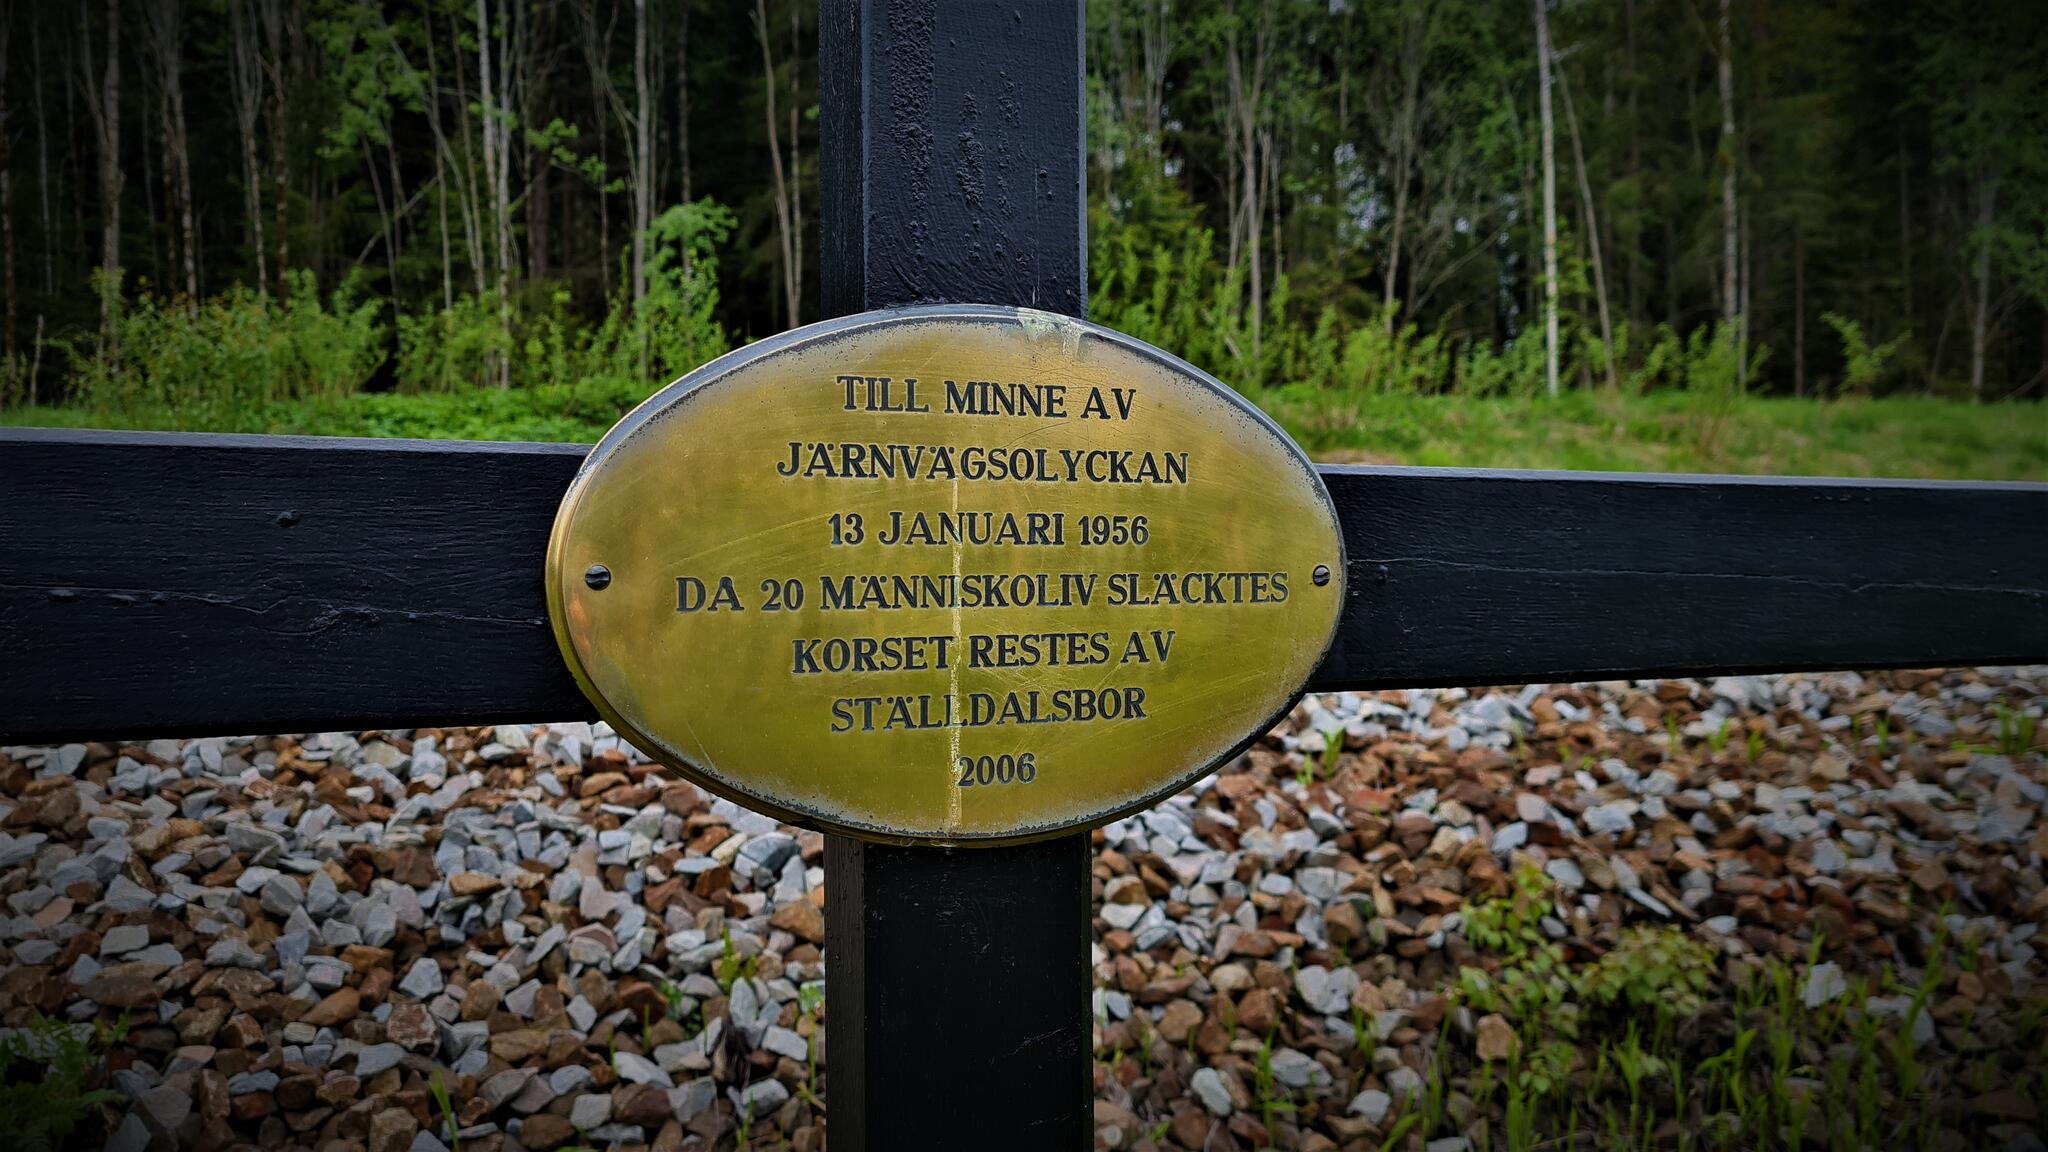 TILL MINNE AV
JÄRNVÄGSOLYCKAN
13 JANUARI 1956
DA 20 MÄNNISKOLIV SLÄCKTES
KORSET RESTES AV
STÄLLDALSBOR
2006